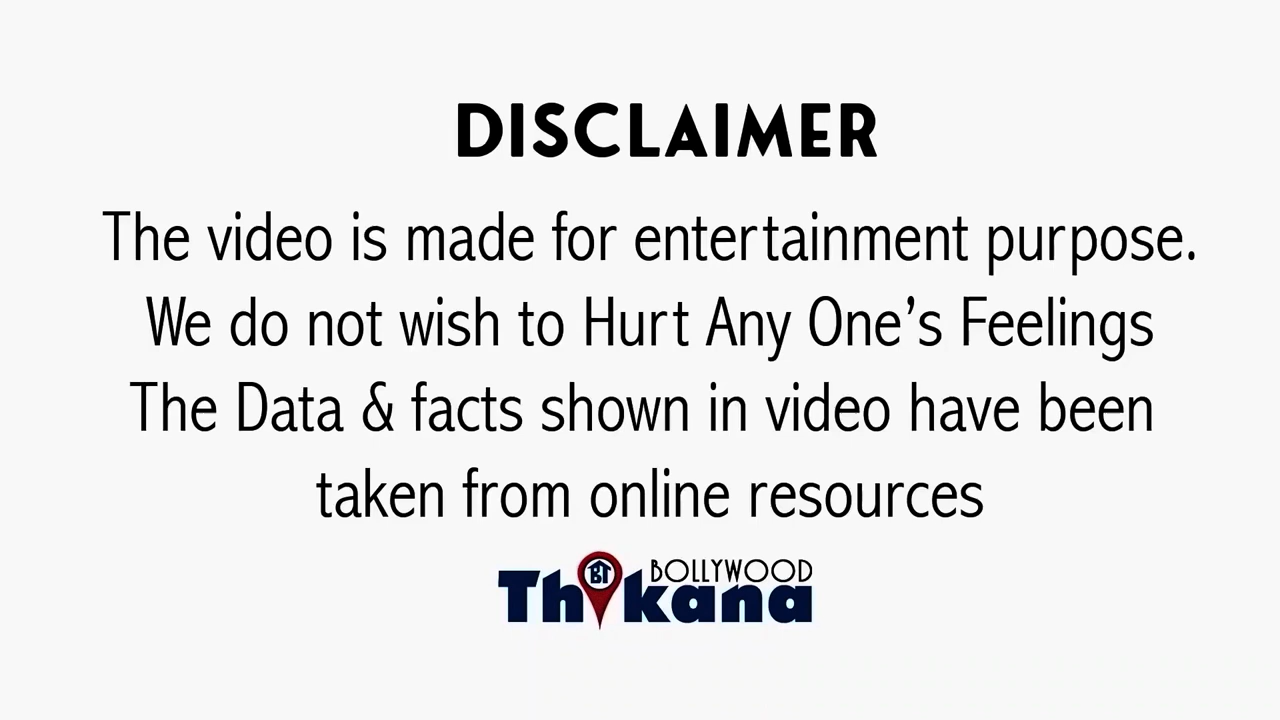 DISCLAIMER
The video is made for entertainment purpose.
We do not wish to Hurt Any One’s Feelings
The Data & facts shown in video have been
taken from online resources
BOLLYWOOD
BT
Thikana